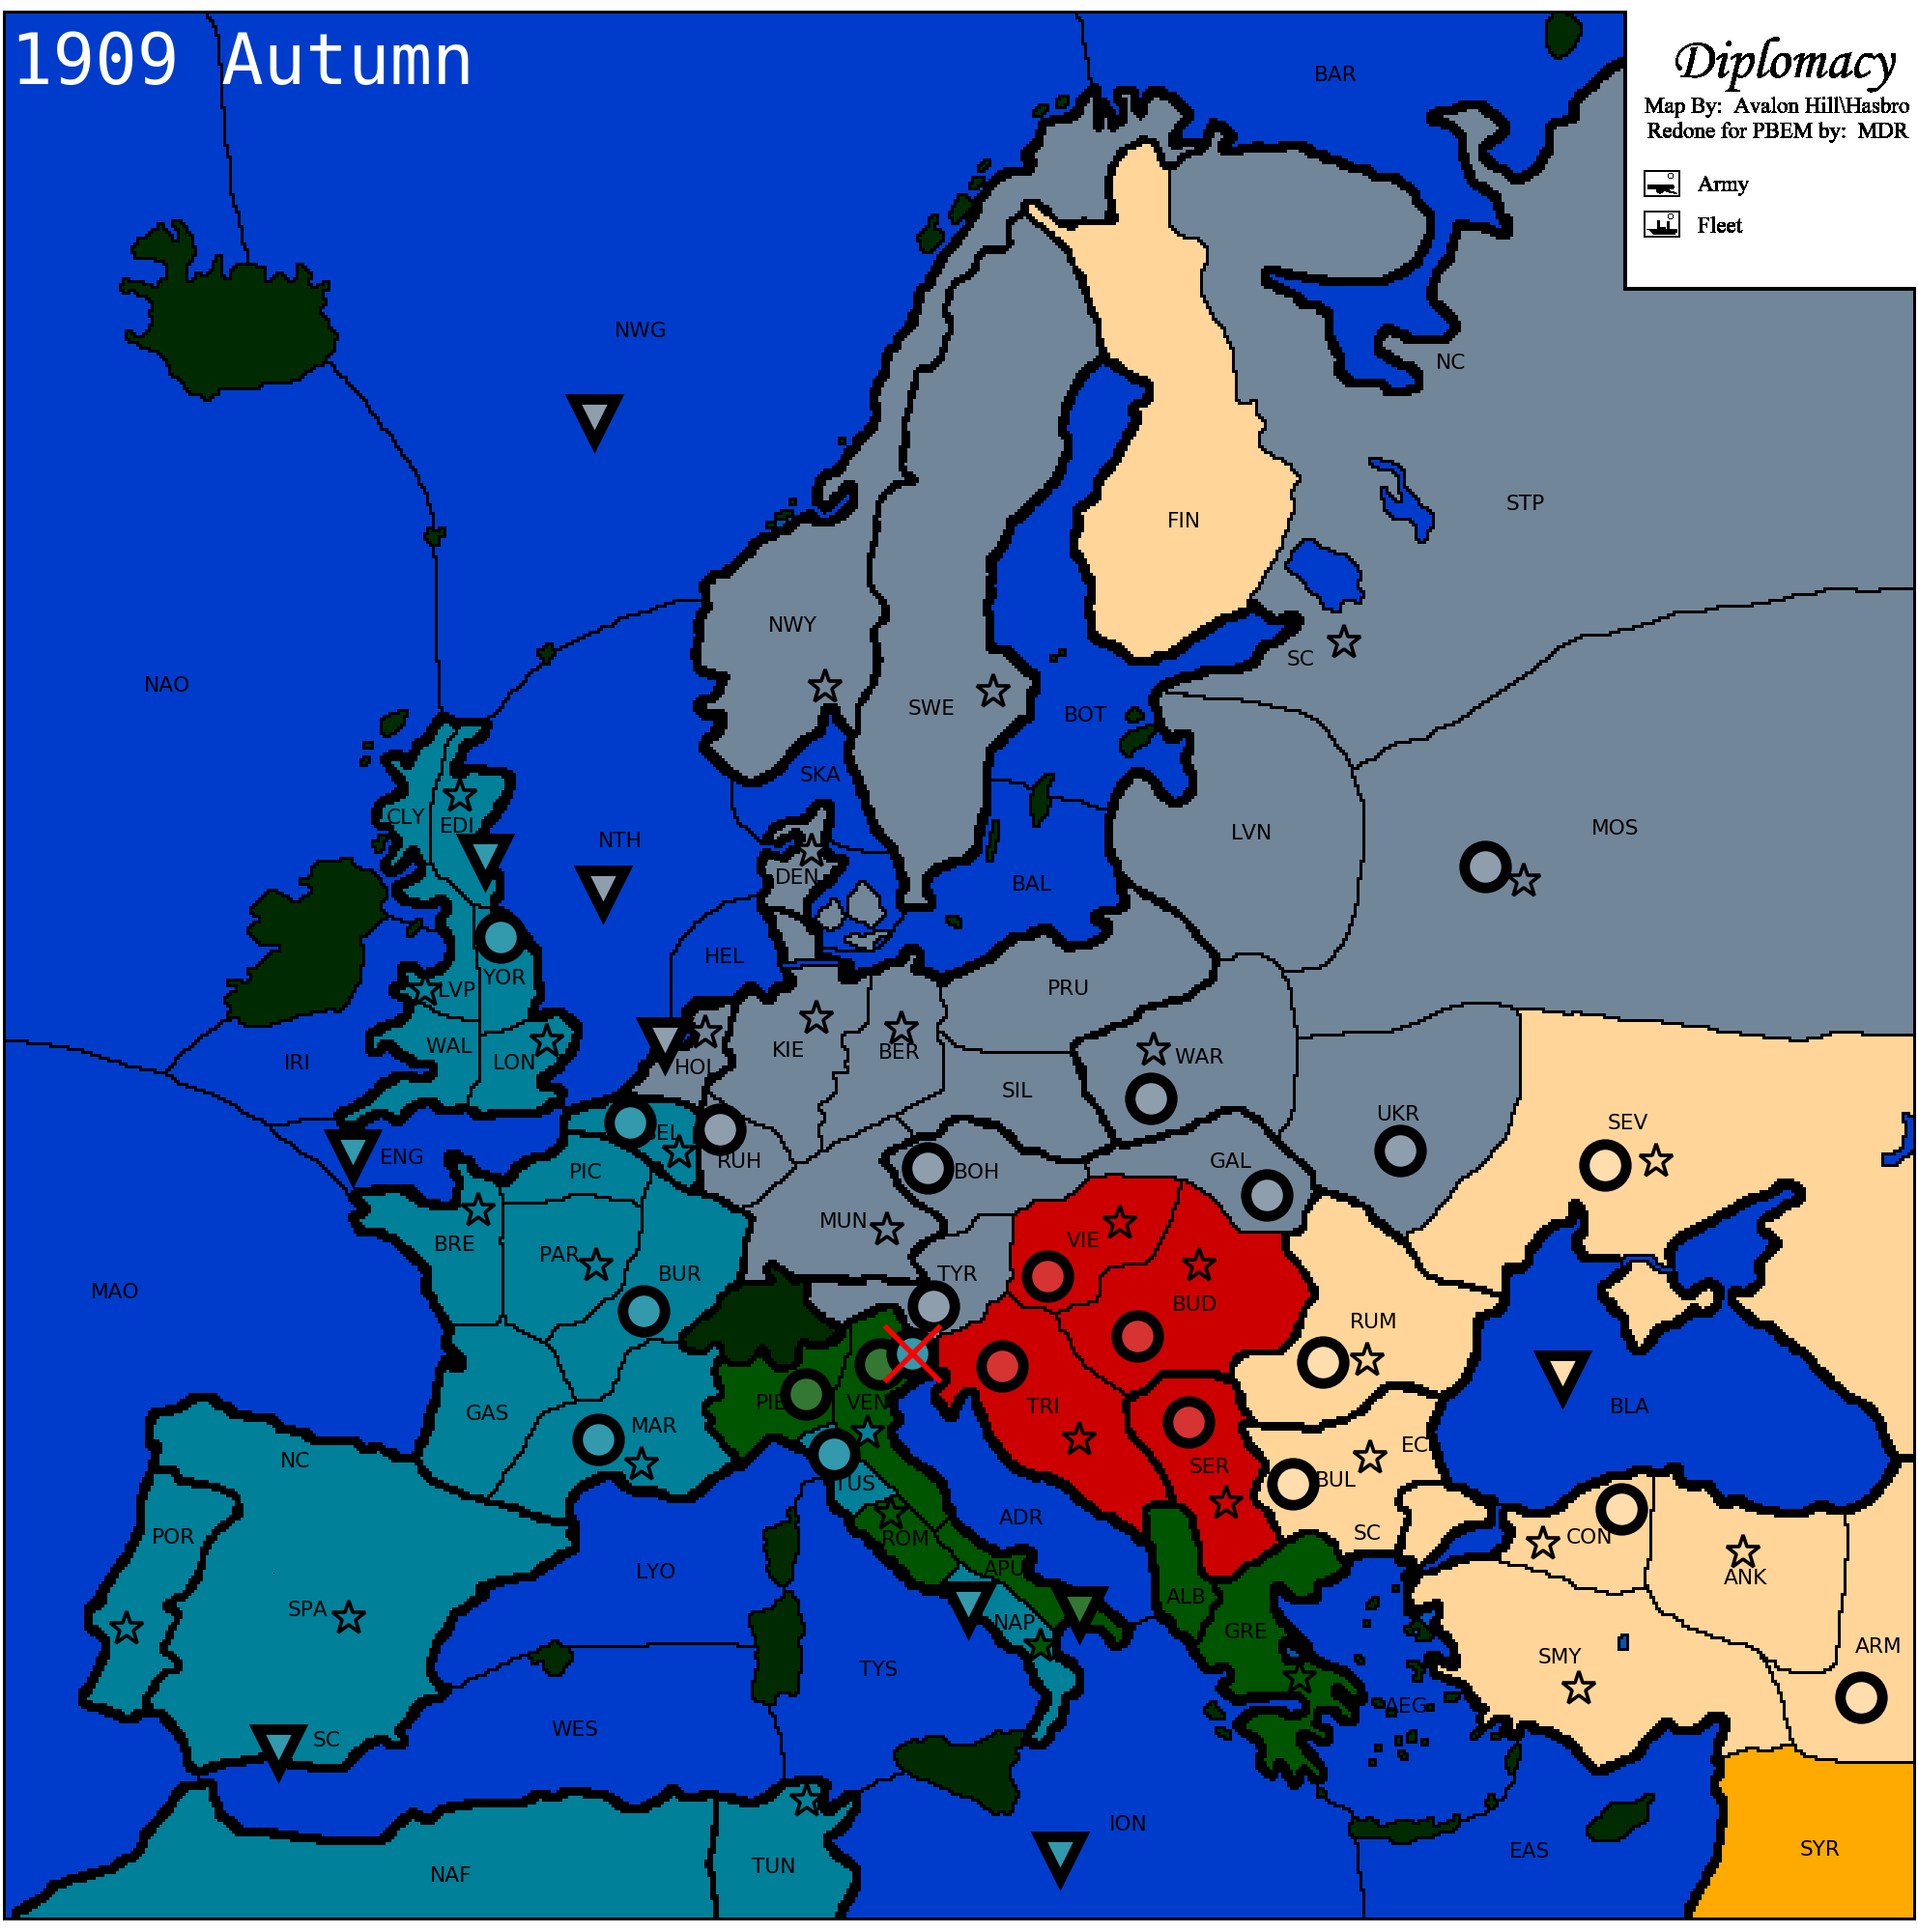 1909 Autumn
Diplomacy
Map By: Avalon Hill\Hasbro
Redone for PBEM by: MDR
Army
Fleet
BAR
NWG
NC
STP
FIN
NWY
SC
NAO
SWE
BOT
SKA
CLY
EDI
NTH
LVN
MOS
DEN
BAL
HEL
LVP
YOR
PRU
WAL
LON
IRI
KIE
BER
HOL
WAR
SIL
UKR
SEV
ENG
PIC
BEL
RUH
BOH
GAL
MUN
BRE
PAR
VIE
BUR
TYR
MAO
BUD
RUM
GAS
MAR
PIE
VEN
TRI
BLA
NC
SER
EC
BUL
TUS
POR
ROM
ADR
SC
CON
LYO
APU
ANK
SPA
NAP
ALB
GRE
SMY
ARM
TYS
AEG
WES
SC
ION
EAS
SYR
NAF
TUN